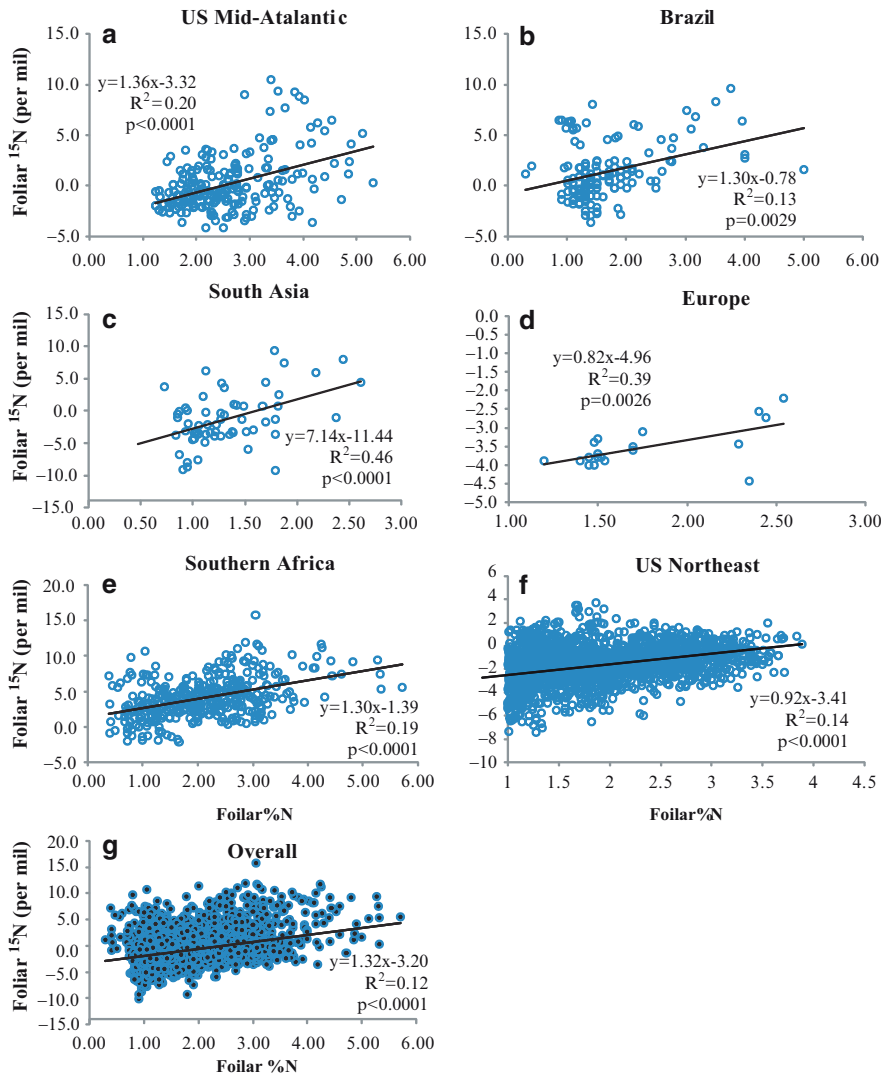 a US Mid-Atalantic
Foliar ¹⁵N (per mil)
15.0
10.0
5.0
0.0
−5.0
y=1.36x-3.32
R²=0.20
p<0.0001
0.00 1.00 2.00 3.00 4.00 5.00 6.00
b Brazil
15.0
10.0
5.0
0.0
−5.0
y=1.30x-0.78
R²=0.13
p=0.0029
0.00 1.00 2.00 3.00 4.00 5.00 6.00
c South Asia
Foliar ¹⁵N (per mil)
15.0
10.0
5.0
0.0
−5.0
−10.0
−15.0
y=7.14x-11.44
R²=0.46
p<0.0001
0.00 0.50 1.00 1.50 2.00 2.50 3.00
d Europe
0.0
−0.5
−1.0
−1.5
−2.0
−2.5
−3.0
−3.5
−4.0
−4.5
−5.0
y=0.82x-4.96
R²=0.39
p=0.0026
1.00 1.50 2.00 2.50 3.00
e Southern Africa
Foliar ¹⁵N (per mil)
20.0
15.0
10.0
5.0
0.0
−5.0
y=1.30x-1.39
R²=0.19
p<0.0001
0.00 1.00 2.00 3.00 4.00 5.00 6.00
Foilar%N
f US Northeast
6
4
2
0
−2
−4
−6
−8
−10
y=0.92x-3.41
R²=0.14
p<0.0001
1 1.5 2 2.5 3 3.5 4 4.5
Foilar%N
g Overall
Foliar ¹⁵N (per mil)
20.0
15.0
10.0
5.0
0.0
−5.0
−10.0
−15.0
y=1.32x-3.20
R²=0.12
p<0.0001
0.00 1.00 2.00 3.00 4.00 5.00 6.00
Foilar %N